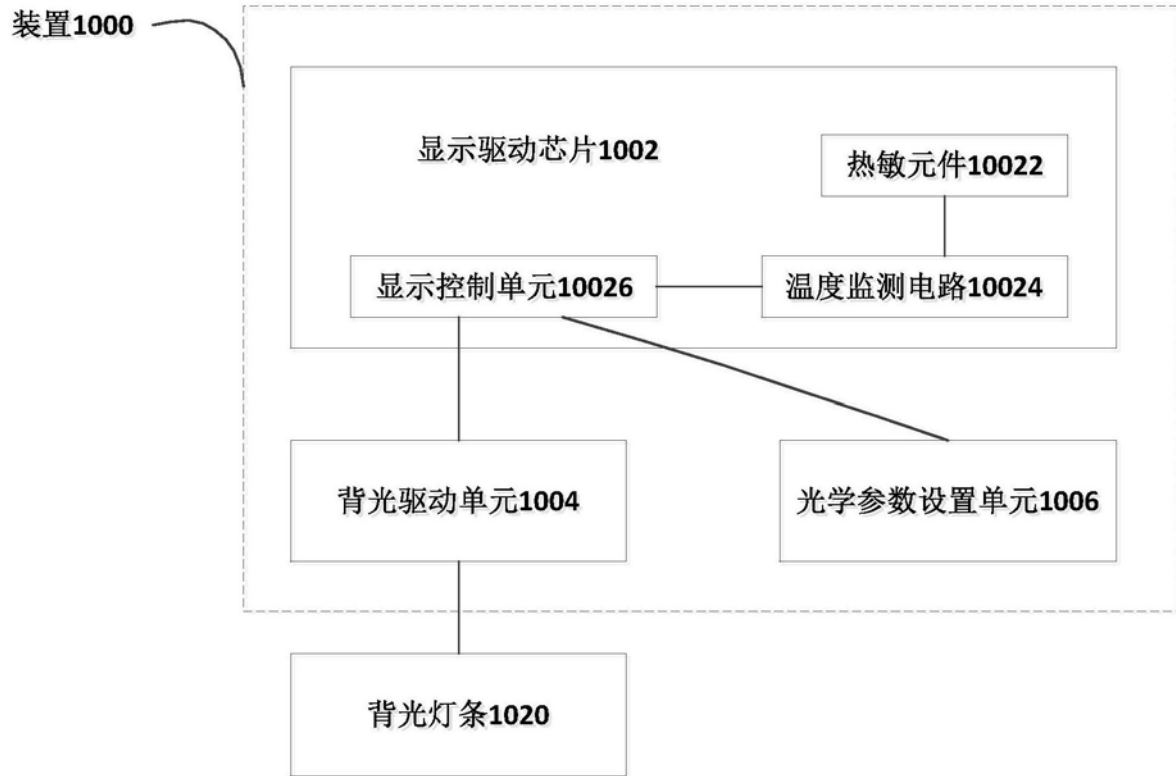 装置1000
显示驱动芯片1002
热敏元件10022
显示控制单元10026
温度监测电路10024
背光驱动单元1004
光学参数设置单元1006
背光灯条1020